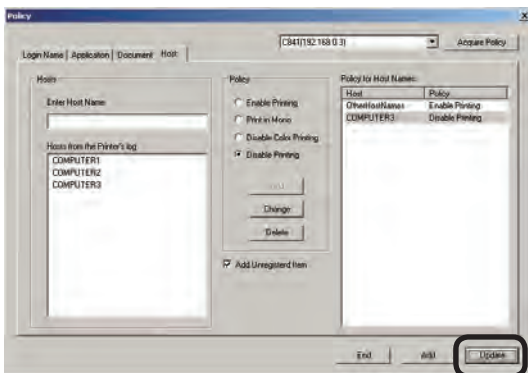 Policy
X
C841(192.168.0.3)
Acquire Policy
Login Name
Application
Document
Host
Hosts
Enter Host Name
Hosts from the Printer's log
COMPUTER1
COMPUTER2
COMPUTER3
Policy
Enable Printing
Print in Mono
Disable Color Printing
Disable Printing
Change
Delete
Add Unregisterd Item
Policy for Host Names:
Host Policy
OtherHostNames Enable Printing
COMPUTER3 Disable Printing
End
Add
Update